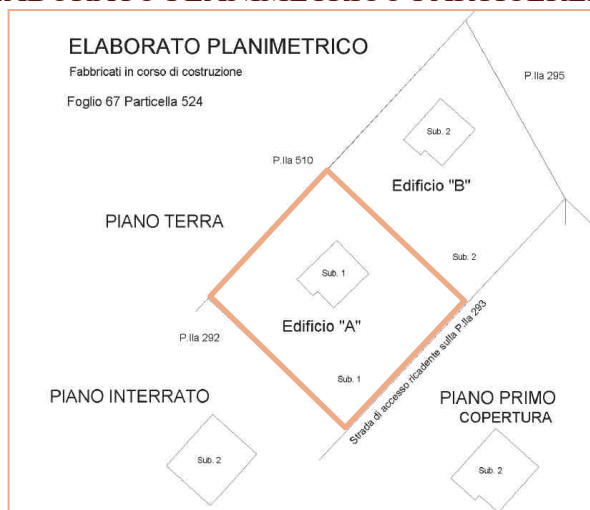 ELABORATO PLANIMETRICO
Fabbricati in corso di costruzione
Foglio 67 Particella 524
P.lla 295
Sub. 2
P.lla 510
Edificio "B"
PIANO TERRA
Sub. 2
Sub. 1
Edificio "A"
P.lla 292
Sub. 1
Strada di accesso ricadente sulla P.lla 293
PIANO INTERRATO
PIANO PRIMO
COPERTURA
Sub. 2
Sub. 2